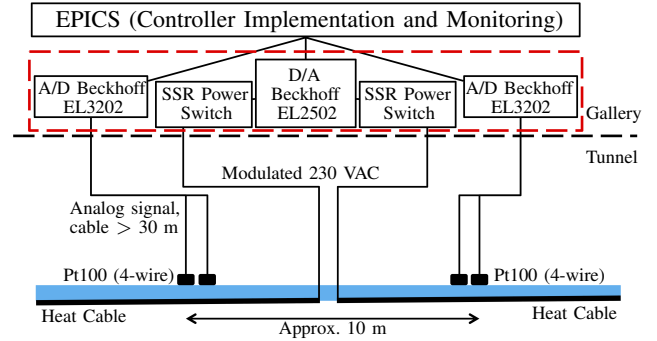 EPICS (Controller Implementation and Monitoring)
A/D Beckhoff
EL3202
SSR Power
Switch
D/A
Beckhoff
EL2502
SSR Power
Switch
A/D Beckhoff
EL3202
Gallery
Tunnel
Modulated 230 VAC
Analog signal,
cable > 30 m
Pt100 (4-wire)
Pt100 (4-wire)
Heat Cable
Heat Cable
Approx. 10 m